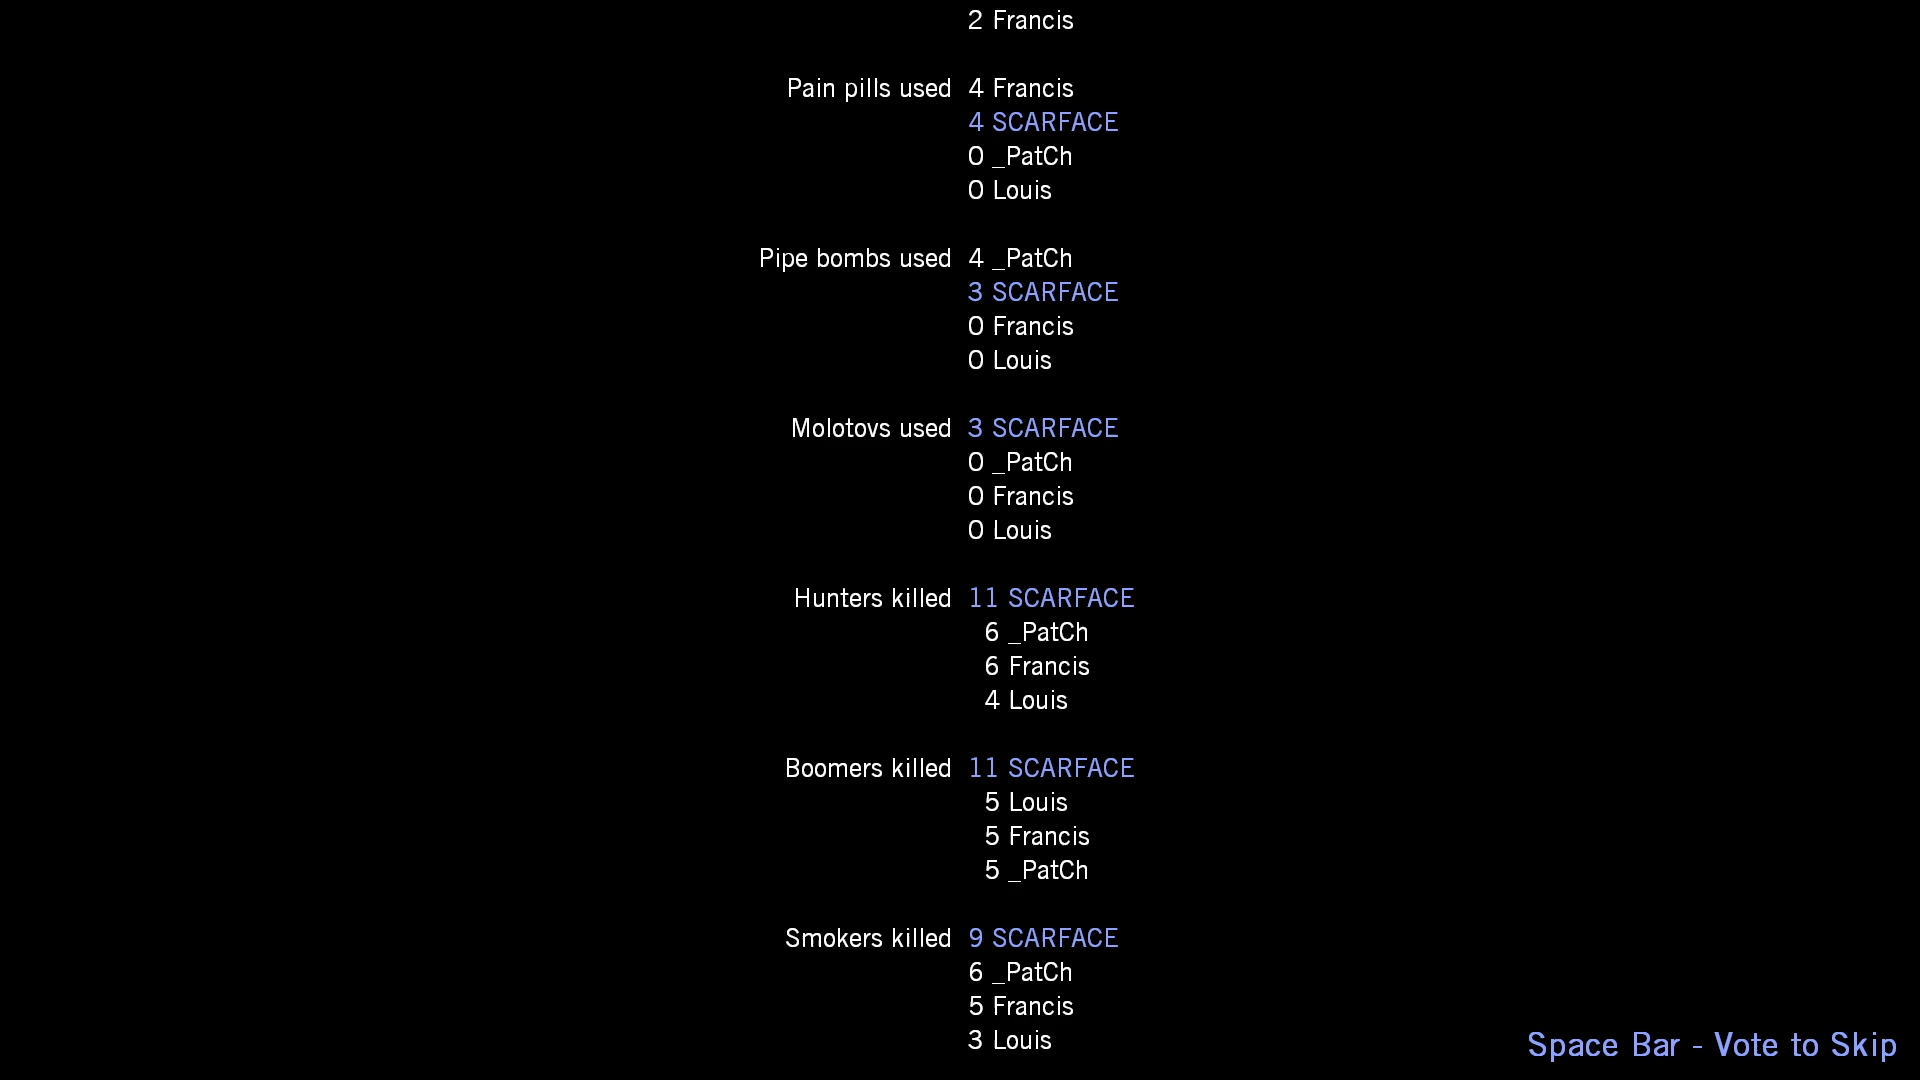 2 Francis
Pain pills used 4 Francis
4 SCARFACE
0 _PatCh
0 Louis
Pipe bombs used 4 _PatCh
3 SCARFACE
0 Francis
0 Louis
Molotovs used 3 SCARFACE
0 _PatCh
0 Francis
0 Louis
Hunters killed 11 SCARFACE
6 _PatCh
6 Francis
4 Louis
Boomers killed 11 SCARFACE
5 Louis
5 Francis
5 _PatCh
Smokers killed 9 SCARFACE
6 _PatCh
5 Francis
3 Louis
Space Bar - Vote to Skip